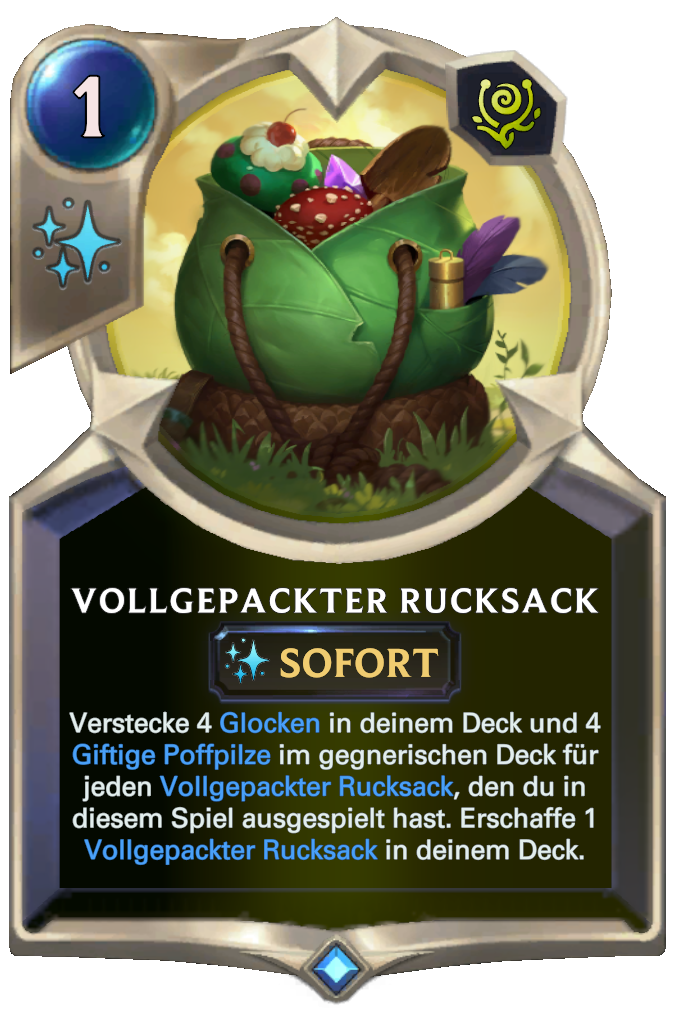 1
VOLLGEPACKTER RUCKSACK
SOFORT
Verstecke 4 Glocken in deinem Deck und 4
Giftige Poffpilze im gegnerischen Deck für
jeden Vollgepackter Rucksack, den du in
diesem Spiel ausgespielt hast. Erschaffe 1
Vollgepackter Rucksack in deinem Deck.